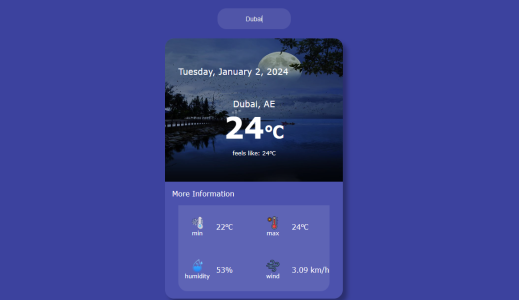 Dubai
Tuesday, January 2, 2024
Dubai, AE
24°C
feels like: 24°C
More Information
min 22°C
max 24°C
humidity 53%
wind 3.09 km/h